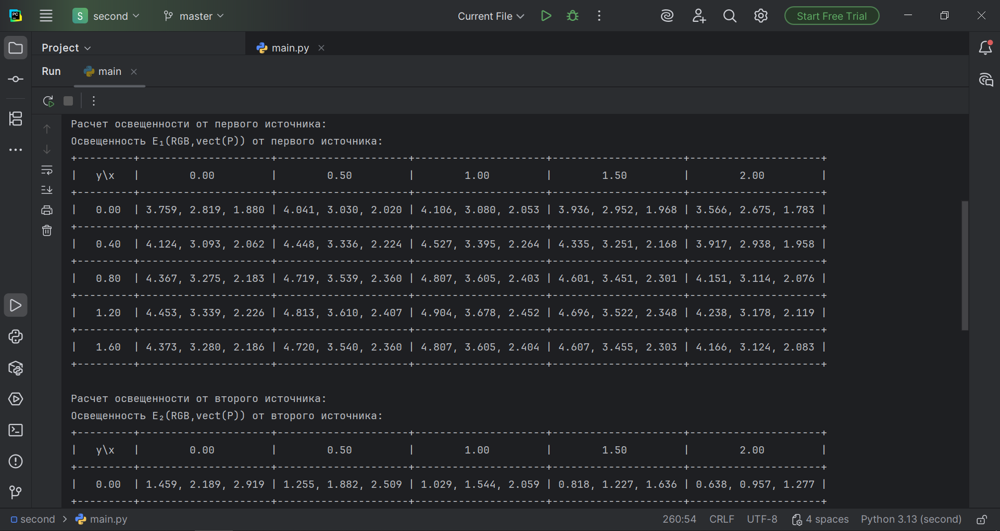 S second master Current File Start Free Trial
Project main.py
Run main
Расчет освещенности от первого источника:
Освещенность E₁(RGB,vect(P)) от первого источника:
+---------+---------------------+---------------------+---------------------+---------------------+---------------------+
|   y\x   |        0.00         |        0.50         |        1.00         |        1.50         |        2.00         |
+---------+---------------------+---------------------+---------------------+---------------------+---------------------+
|   0.00  | 3.759, 2.819, 1.880 | 4.041, 3.030, 2.020 | 4.106, 3.080, 2.053 | 3.936, 2.952, 1.968 | 3.566, 2.675, 1.783 |
+---------+---------------------+---------------------+---------------------+---------------------+---------------------+
|   0.40  | 4.124, 3.093, 2.062 | 4.448, 3.336, 2.224 | 4.527, 3.395, 2.264 | 4.335, 3.251, 2.168 | 3.917, 2.938, 1.958 |
+---------+---------------------+---------------------+---------------------+---------------------+---------------------+
|   0.80  | 4.367, 3.275, 2.183 | 4.719, 3.539, 2.360 | 4.807, 3.605, 2.403 | 4.601, 3.451, 2.301 | 4.151, 3.114, 2.076 |
+---------+---------------------+---------------------+---------------------+---------------------+---------------------+
|   1.20  | 4.453, 3.339, 2.226 | 4.813, 3.610, 2.407 | 4.904, 3.678, 2.452 | 4.696, 3.522, 2.348 | 4.238, 3.178, 2.119 |
+---------+---------------------+---------------------+---------------------+---------------------+---------------------+
|   1.60  | 4.373, 3.280, 2.186 | 4.720, 3.540, 2.360 | 4.807, 3.605, 2.404 | 4.607, 3.455, 2.303 | 4.166, 3.124, 2.083 |
+---------+---------------------+---------------------+---------------------+---------------------+---------------------+
Расчет освещенности от второго источника:
Освещенность E₂(RGB,vect(P)) от второго источника:
+---------+---------------------+---------------------+---------------------+---------------------+---------------------+
|   y\x   |        0.00         |        0.50         |        1.00         |        1.50         |        2.00         |
+---------+---------------------+---------------------+---------------------+---------------------+---------------------+
|   0.00  | 1.459, 2.189, 2.919 | 1.255, 1.882, 2.509 | 1.029, 1.544, 2.059 | 0.818, 1.227, 1.636 | 0.638, 0.957, 1.277 |
+---------+---------------------+---------------------+---------------------+---------------------+---------------------+
second > main.py 260:54 CRLF UTF-8 4 spaces Python 3.13 (second)